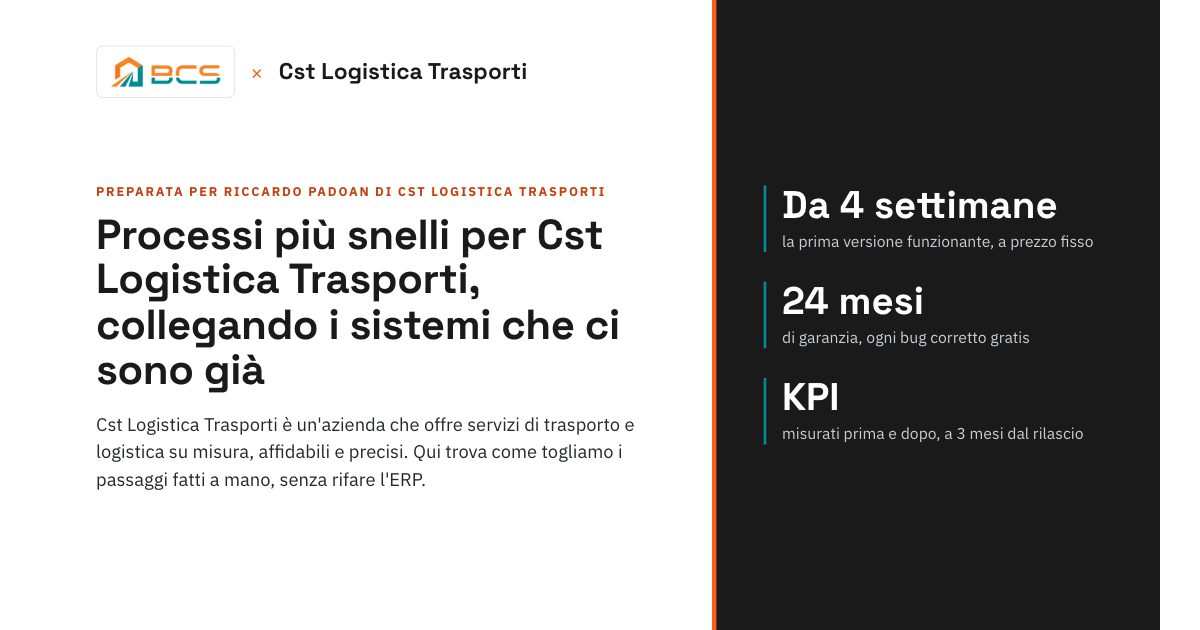 BCS × Cst Logistica Trasporti
PREPARATA PER RICCARDO PADOAN DI CST LOGISTICA TRASPORTI
Processi più snelli per Cst
Logistica Trasporti,
collegando i sistemi che ci
sono già
Cst Logistica Trasporti è un'azienda che offre servizi di trasporto e
logistica su misura, affidabili e precisi. Qui trova come togliamo i
passaggi fatti a mano, senza rifare l'ERP.
Da 4 settimane
la prima versione funzionante, a prezzo fisso
24 mesi
di garanzia, ogni bug corretto gratis
KPI
misurati prima e dopo, a 3 mesi dal rilascio